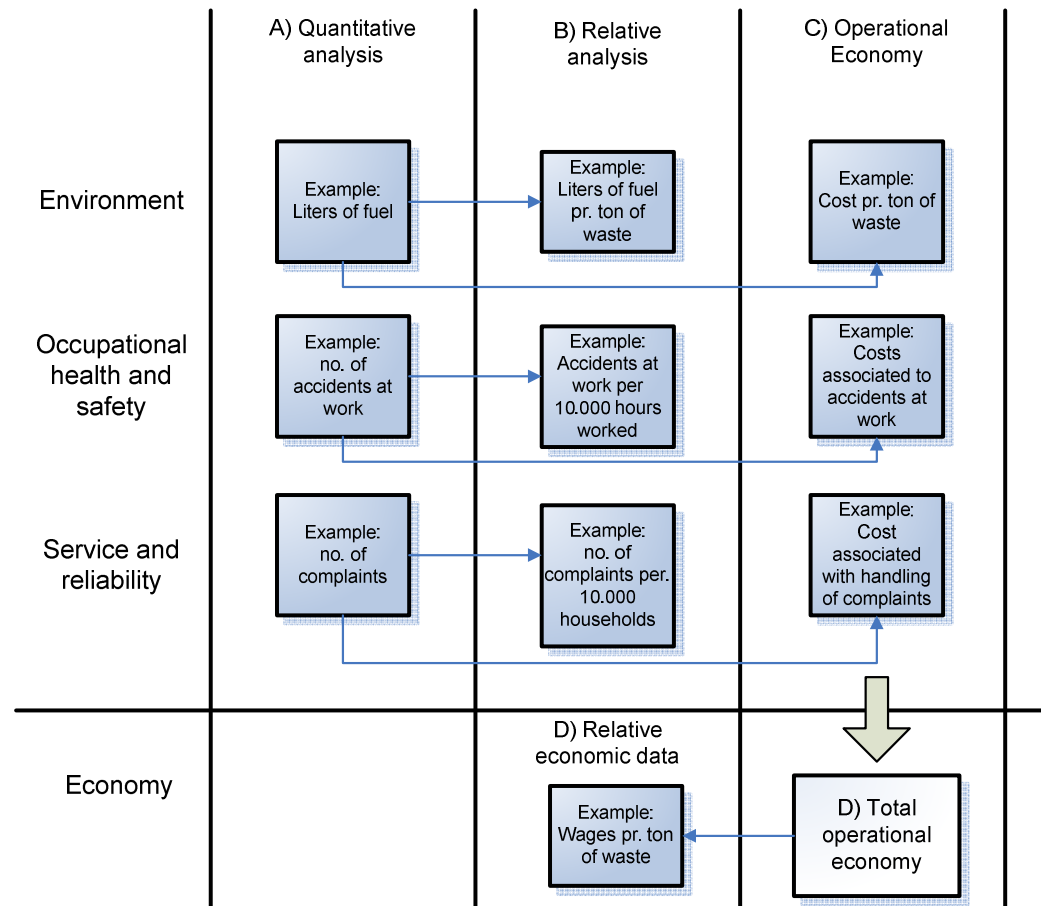 A) Quantitative
analysis
B) Relative
analysis
C) Operational
Economy
Environment
Example:
Liters of fuel
Example:
Liters of fuel
pr. ton of
waste
Example:
Cost pr. ton of
waste
Occupational
health and
safety
Example:
no. of
accidents at
work
Example:
Accidents at
work per
10.000 hours
worked
Example:
Costs
associated to
accidents at
work
Service and
reliability
Example:
no. of
complaints
Example:
no. of
complaints per.
10.000
households
Example:
Cost
associated
with handling
of complaints
Economy
D) Relative
economic data
Example:
Wages pr. ton
of waste
D) Total
operational
economy